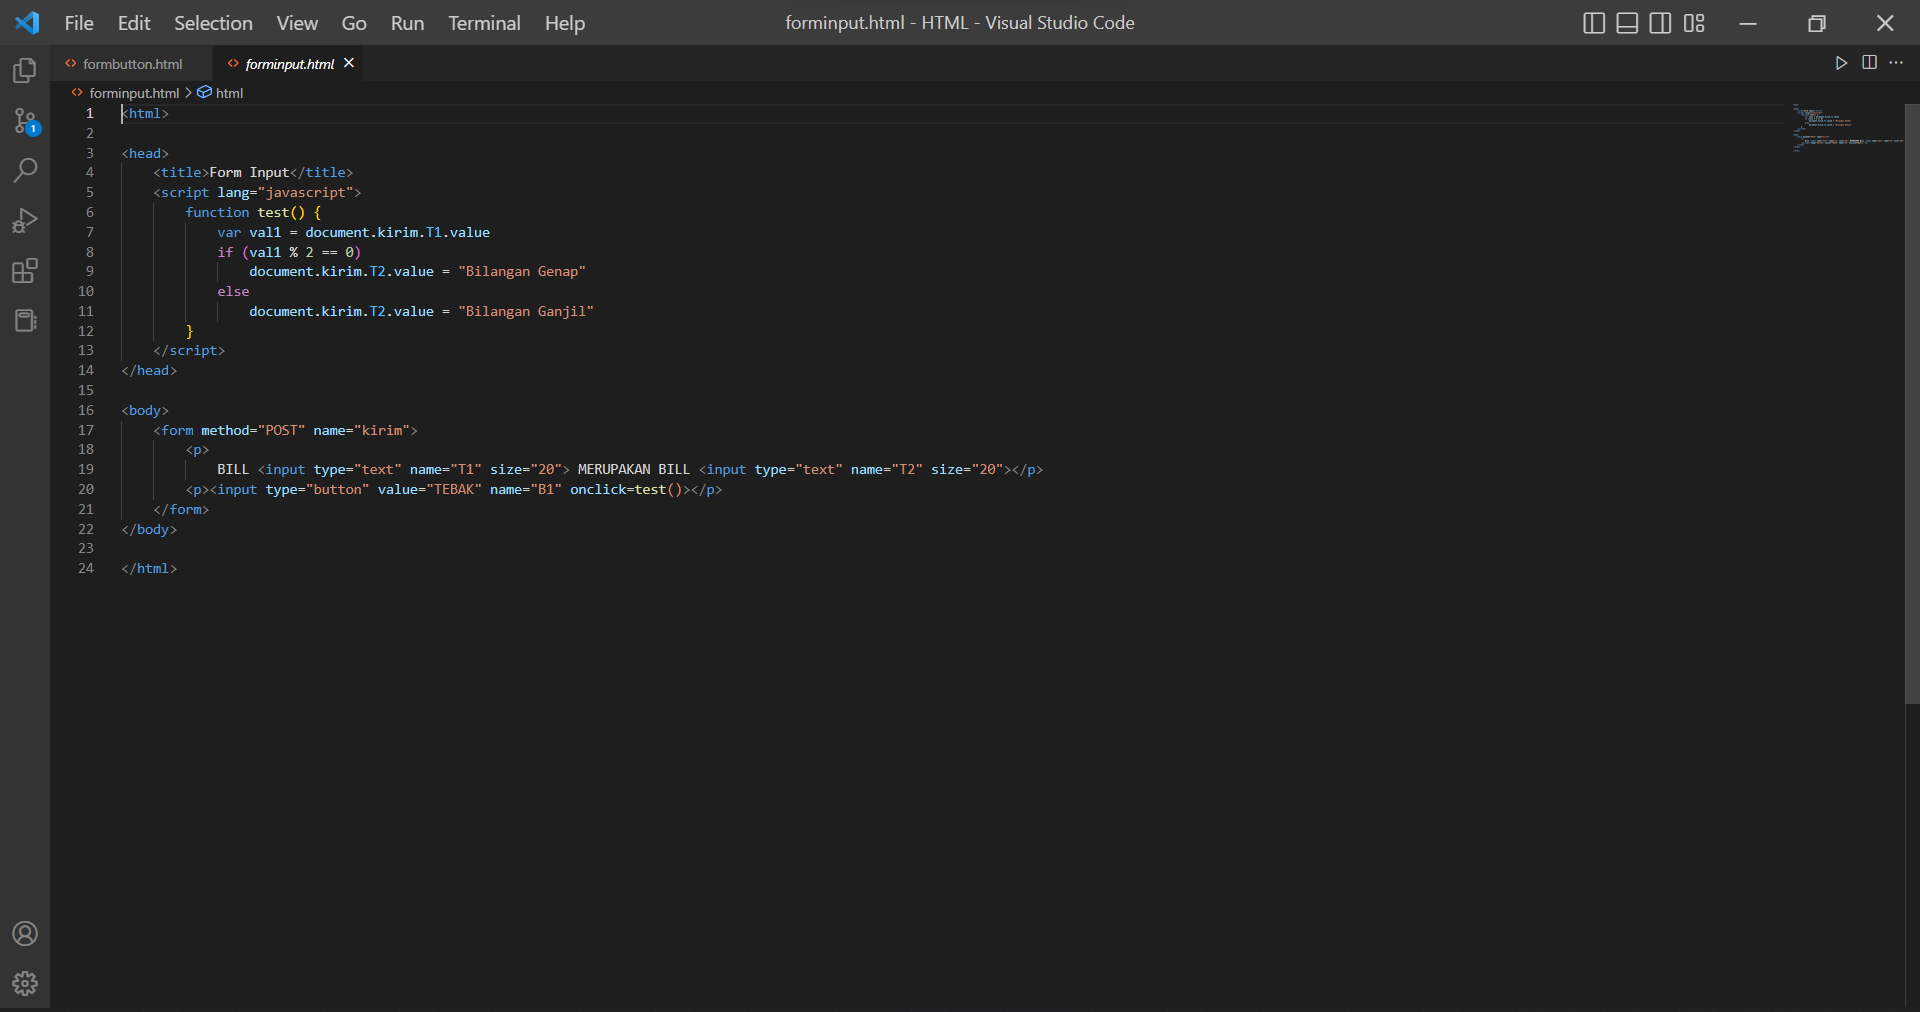 File Edit Selection View Go Run Terminal Help forminput.html - HTML - Visual Studio Code
formbutton.html forminput.html
forminput.html > html
1 <html>
2
3 <head>
4     <title>Form Input</title>
5     <script lang="javascript">
6         function test() {
7             var val1 = document.kirim.T1.value
8             if (val1 % 2 == 0)
9                 document.kirim.T2.value = "Bilangan Genap"
10             else
11                 document.kirim.T2.value = "Bilangan Ganjil"
12         }
13     </script>
14 </head>
15
16 <body>
17     <form method="POST" name="kirim">
18         <p>
19             BILL <input type="text" name="T1" size="20"> MERUPAKAN BILL <input type="text" name="T2" size="20"></p>
20         <p><input type="button" value="TEBAK" name="B1" onclick=test()></p>
21     </form>
22 </body>
23
24 </html>
1